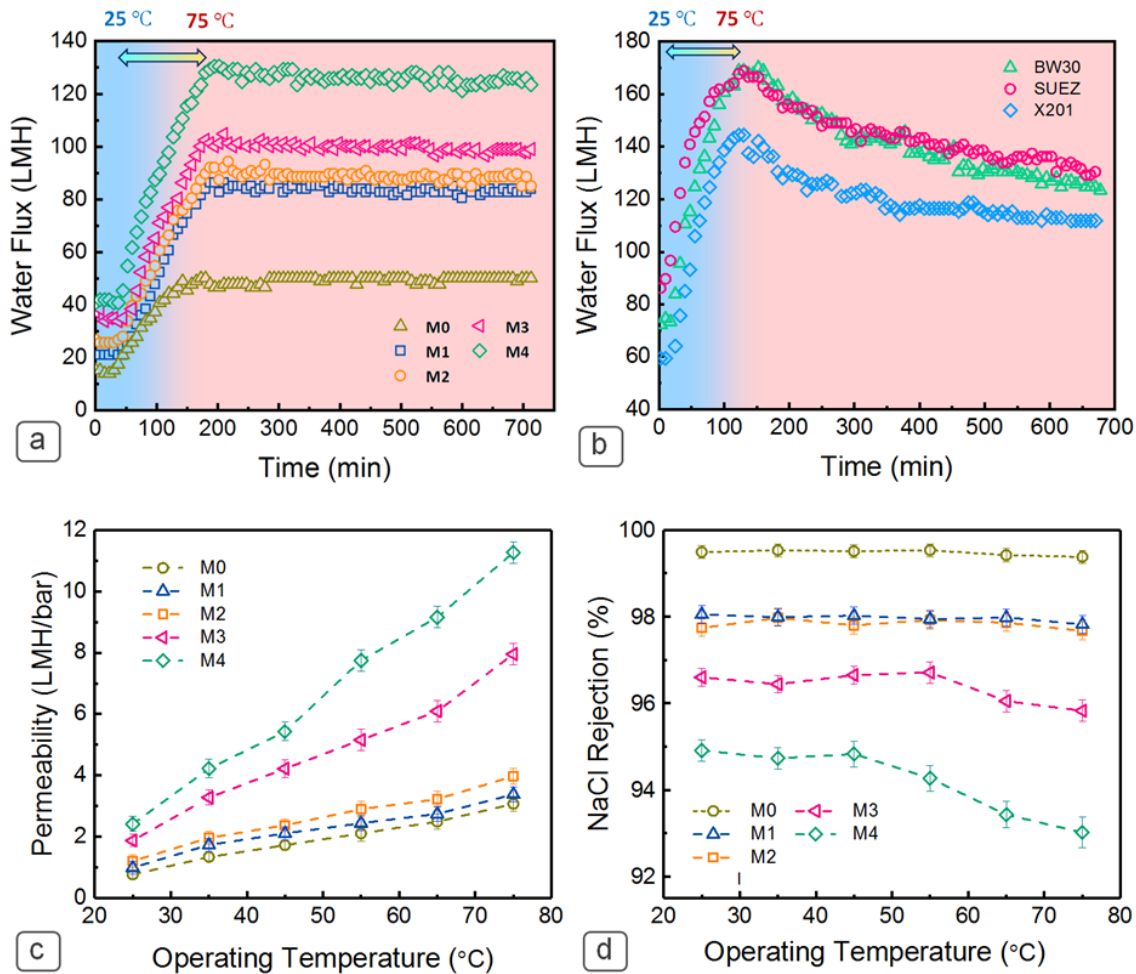 25 ℃ 75 ℃
140
120
100
80
60
40
20
0
Water Flux (LMH)
M0 M3
M1 M4
M2
0 100 200 300 400 500 600 700
Time (min)
a
25 ℃ 75 ℃
180
160
140
120
100
80
60
40
Water Flux (LMH)
BW30
SUEZ
X201
0 100 200 300 400 500 600 700
Time (min)
b
12
10
8
6
4
2
0
Permeability (LMH/bar)
M0
M1
M2
M3
M4
20 30 40 50 60 70 80
Operating Temperature (°C)
c
100
98
96
94
92
NaCl Rejection (%)
M0 M3
M1 M4
M2
20 30 40 50 60 70 80
Operating Temperature (°C)
d